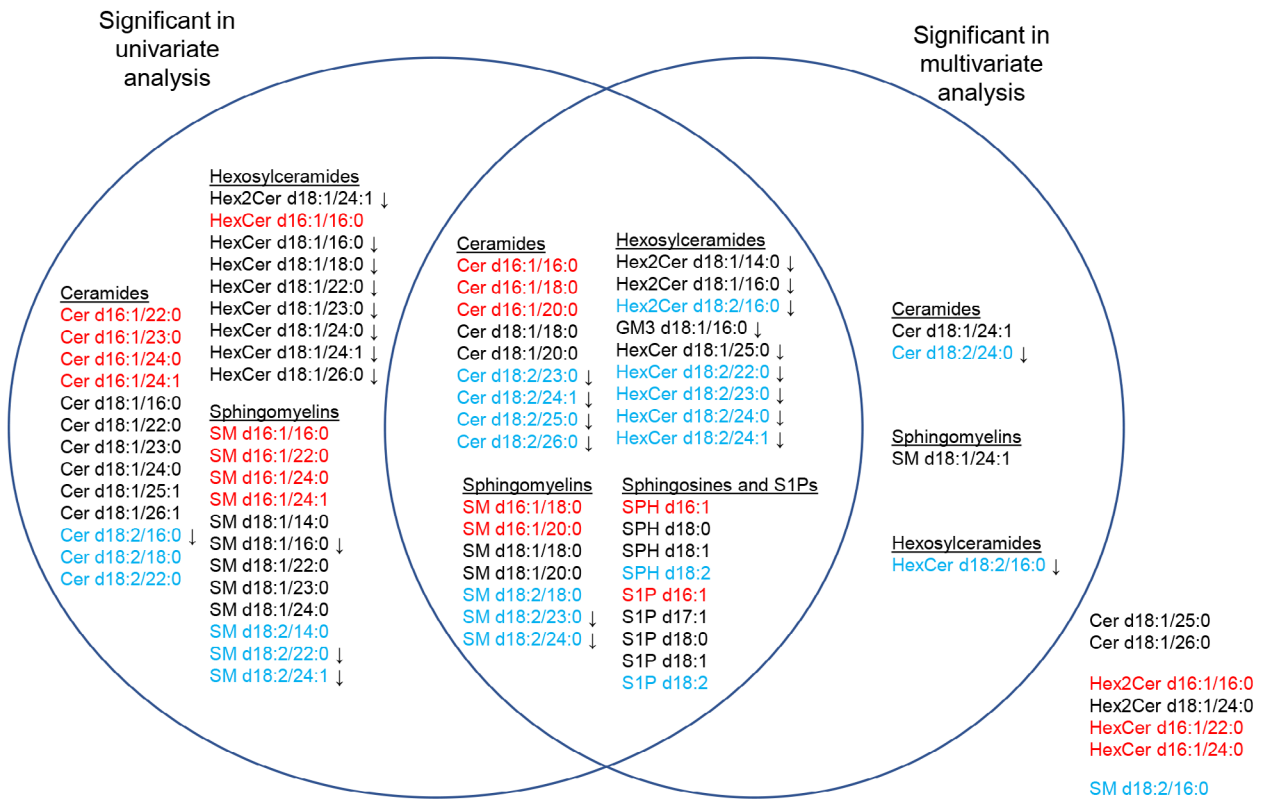 Significant in
univariate
analysis
Significant in
multivariate
analysis
Ceramides
Cer d16:1/22:0
Cer d16:1/23:0
Cer d16:1/24:0
Cer d16:1/24:1
Cer d18:1/16:0
Cer d18:1/22:0
Cer d18:1/23:0
Cer d18:1/24:0
Cer d18:1/25:1
Cer d18:1/26:1
Cer d18:2/16:0 ↓
Cer d18:2/18:0
Cer d18:2/22:0
Hexosylceramides
Hex2Cer d18:1/24:1 ↓
HexCer d16:1/16:0
HexCer d18:1/16:0 ↓
HexCer d18:1/18:0 ↓
HexCer d18:1/22:0 ↓
HexCer d18:1/23:0 ↓
HexCer d18:1/24:0 ↓
HexCer d18:1/24:1 ↓
HexCer d18:1/26:0 ↓
Sphingomyelins
SM d16:1/16:0
SM d16:1/22:0
SM d16:1/24:0
SM d16:1/24:1
SM d18:1/14:0
SM d18:1/16:0 ↓
SM d18:1/22:0
SM d18:1/23:0
SM d18:1/24:0
SM d18:2/14:0
SM d18:2/22:0 ↓
SM d18:2/24:1 ↓
Ceramides
Cer d16:1/16:0
Cer d16:1/18:0
Cer d16:1/20:0
Cer d18:1/18:0
Cer d18:1/20:0
Cer d18:2/23:0 ↓
Cer d18:2/24:1 ↓
Cer d18:2/25:0 ↓
Cer d18:2/26:0 ↓
Hexosylceramides
Hex2Cer d18:1/14:0 ↓
Hex2Cer d18:1/16:0 ↓
Hex2Cer d18:2/16:0 ↓
GM3 d18:1/16:0 ↓
HexCer d18:1/25:0 ↓
HexCer d18:2/22:0 ↓
HexCer d18:2/23:0 ↓
HexCer d18:2/24:0 ↓
HexCer d18:2/24:1 ↓
Sphingomyelins
SM d16:1/18:0
SM d16:1/20:0
SM d18:1/18:0
SM d18:1/20:0
SM d18:2/18:0
SM d18:2/23:0 ↓
SM d18:2/24:0 ↓
Sphingosines and S1Ps
SPH d16:1
SPH d18:0
SPH d18:1
SPH d18:2
S1P d16:1
S1P d17:1
S1P d18:0
S1P d18:1
S1P d18:2
Ceramides
Cer d18:1/24:1
Cer d18:2/24:0 ↓
Sphingomyelins
SM d18:1/24:1
Hexosylceramides
HexCer d18:2/16:0 ↓
Cer d18:1/25:0
Cer d18:1/26:0
Hex2Cer d16:1/16:0
Hex2Cer d18:1/24:0
HexCer d16:1/22:0
HexCer d16:1/24:0
SM d18:2/16:0